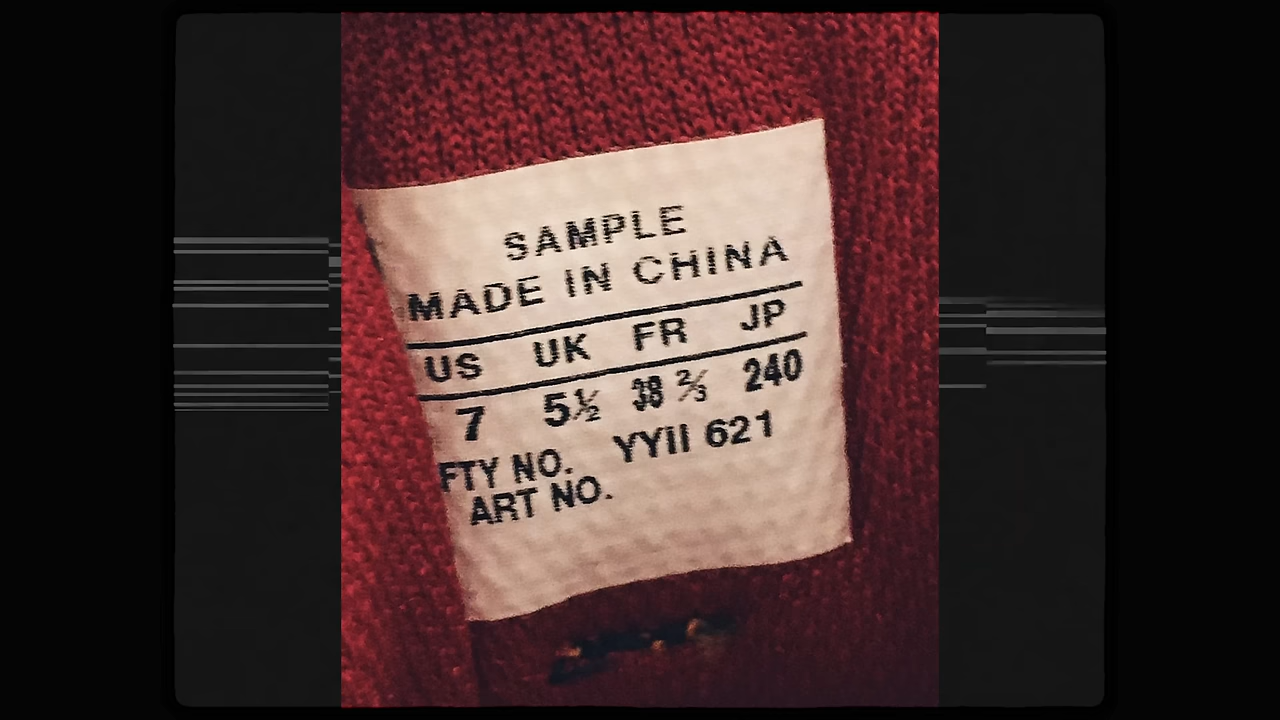 SAMPLE
MADE IN CHINA
US UK FR JP
7 5½ 38 ⅔ 240
FTY NO. YYII 621
ART NO.